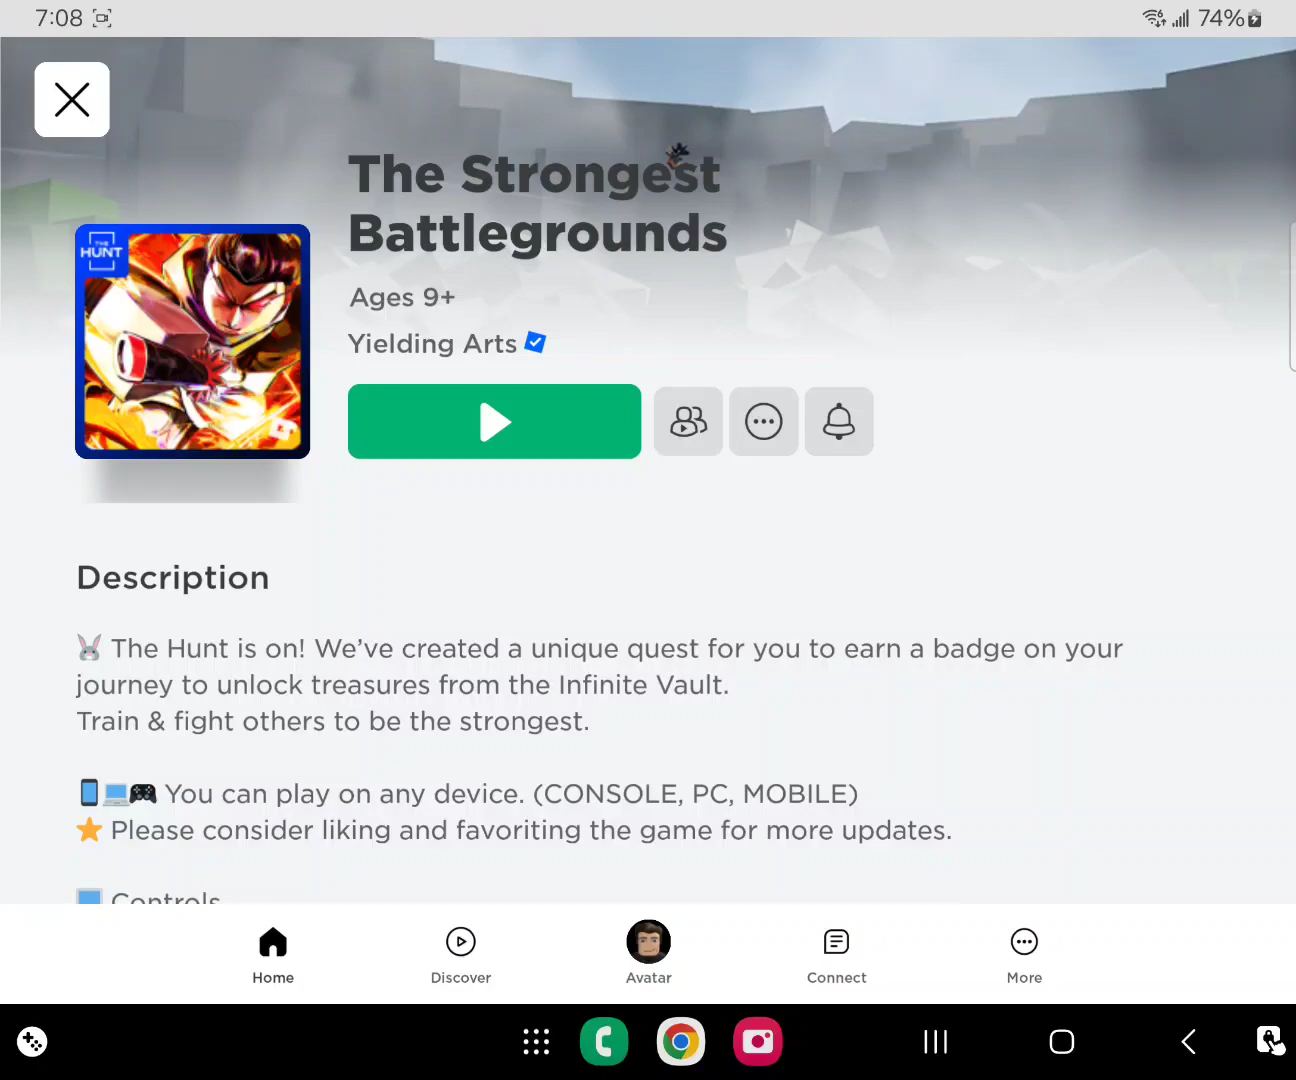 7:08
74%
The Strongest
Battlegrounds
THE
HUNT
Ages 9+
Yielding Arts
Description
🐰 The Hunt is on! We’ve created a unique quest for you to earn a badge on your
journey to unlock treasures from the Infinite Vault.
Train & fight others to be the strongest.
📱💻🎮 You can play on any device. (CONSOLE, PC, MOBILE)
⭐ Please consider liking and favoriting the game for more updates.
💻 Controls
Home
Discover
Avatar
Connect
More